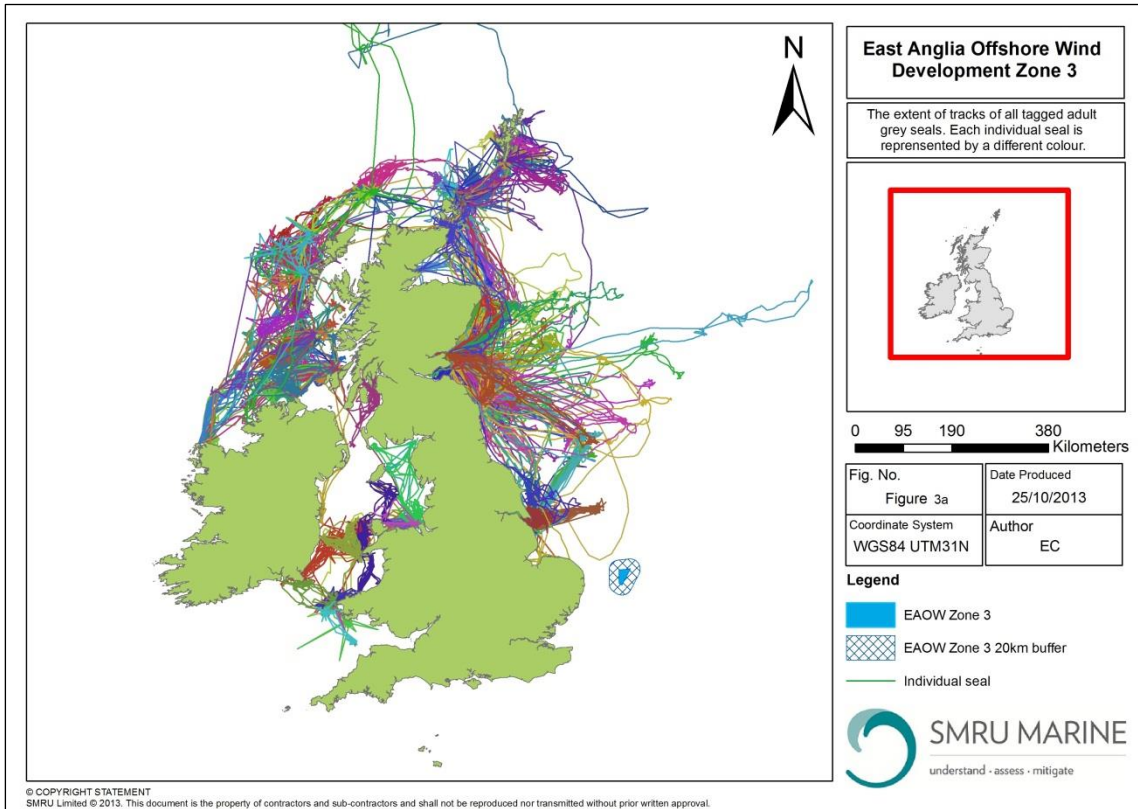 N
East Anglia Offshore Wind
Development Zone 3
The extent of tracks of all tagged adult
grey seals. Each individual seal is
reprensented by a different colour.
0 95 190 380
Kilometers
Fig. No.
Figure 3a
Date Produced
25/10/2013
Coordinate System
WGS84 UTM31N
Author
EC
Legend
EAOW Zone 3
EAOW Zone 3 20km buffer
Individual seal
SMRU MARINE
understand · assess · mitigate
© COPYRIGHT STATEMENT
SMRU Limited © 2013. This document is the property of contractors and sub-contractors and shall not be reproduced nor transmitted without prior written approval.